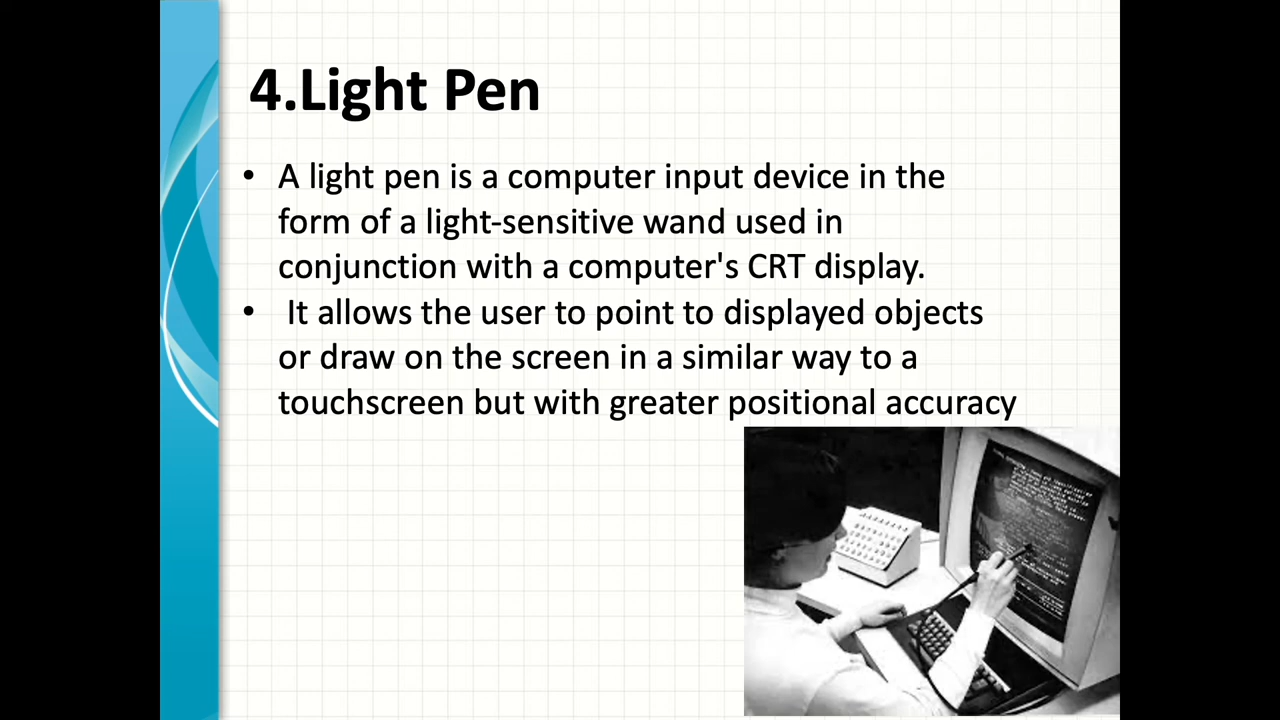 4.Light Pen
• A light pen is a computer input device in the
form of a light-sensitive wand used in
conjunction with a computer's CRT display.
• It allows the user to point to displayed objects
or draw on the screen in a similar way to a
touchscreen but with greater positional accuracy